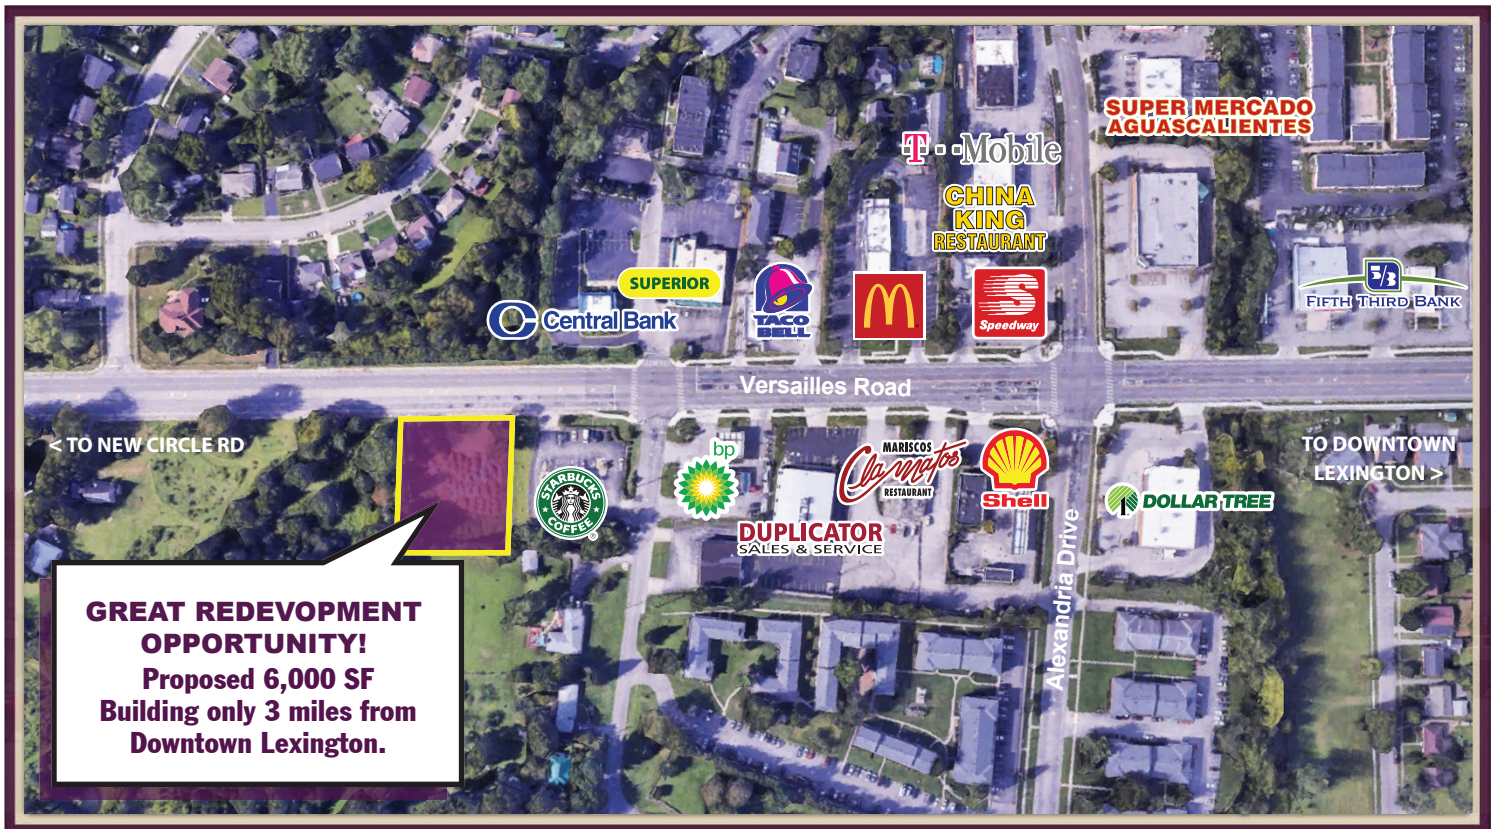 SUPER MERCADO
AGUASCALIENTES
T··Mobile
CHINA
KING
RESTAURANT
SUPERIOR
Central Bank
TACO
BELL
Speedway
5/3
FIFTH THIRD BANK
Versailles Road
< TO NEW CIRCLE RD
STARBUCKS
COFFEE
®
bp
MARISCOS
Clamatos
RESTAURANT
Shell
DOLLAR TREE
TO DOWNTOWN
LEXINGTON >
DUPLICATOR
SALES & SERVICE
Alexandria Drive
GREAT REDEVOPMENT
OPPORTUNITY!
Proposed 6,000 SF
Building only 3 miles from
Downtown Lexington.